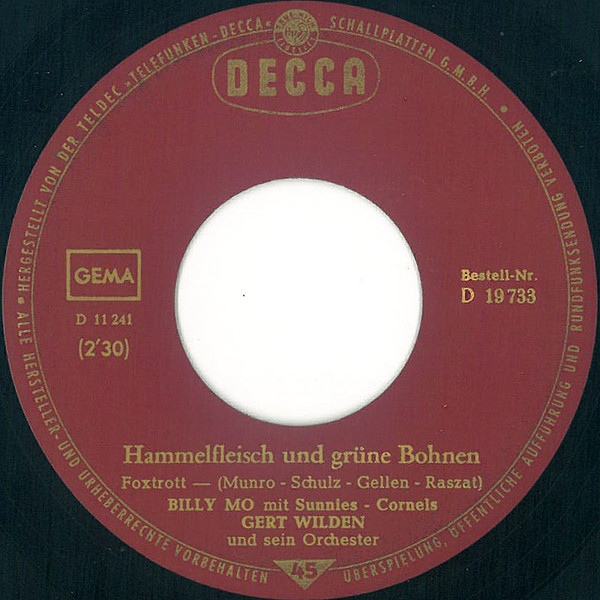 HERGESTELLT VON DER TELDEC »TELEFUNKEN-DECCA« SCHALLPLATTEN G.M.B.H.
DECCA
GEMA
D 11 241
(2'30)
Bestell-Nr.
D 19 733
Hammelfleisch und grüne Bohnen
Foxtrott — (Munro - Schulz - Gellen - Raszat)
BILLY MO mit Sunnies - Cornels
GERT WILDEN
und sein Orchester
45
ALLE HERSTELLER- UND URHEBERRECHTE VORBEHALTEN
ÜBERSPIELUNG, ÖFFENTLICHE AUFFÜHRUNG UND RUNDFUNKSENDUNG VERBOTEN